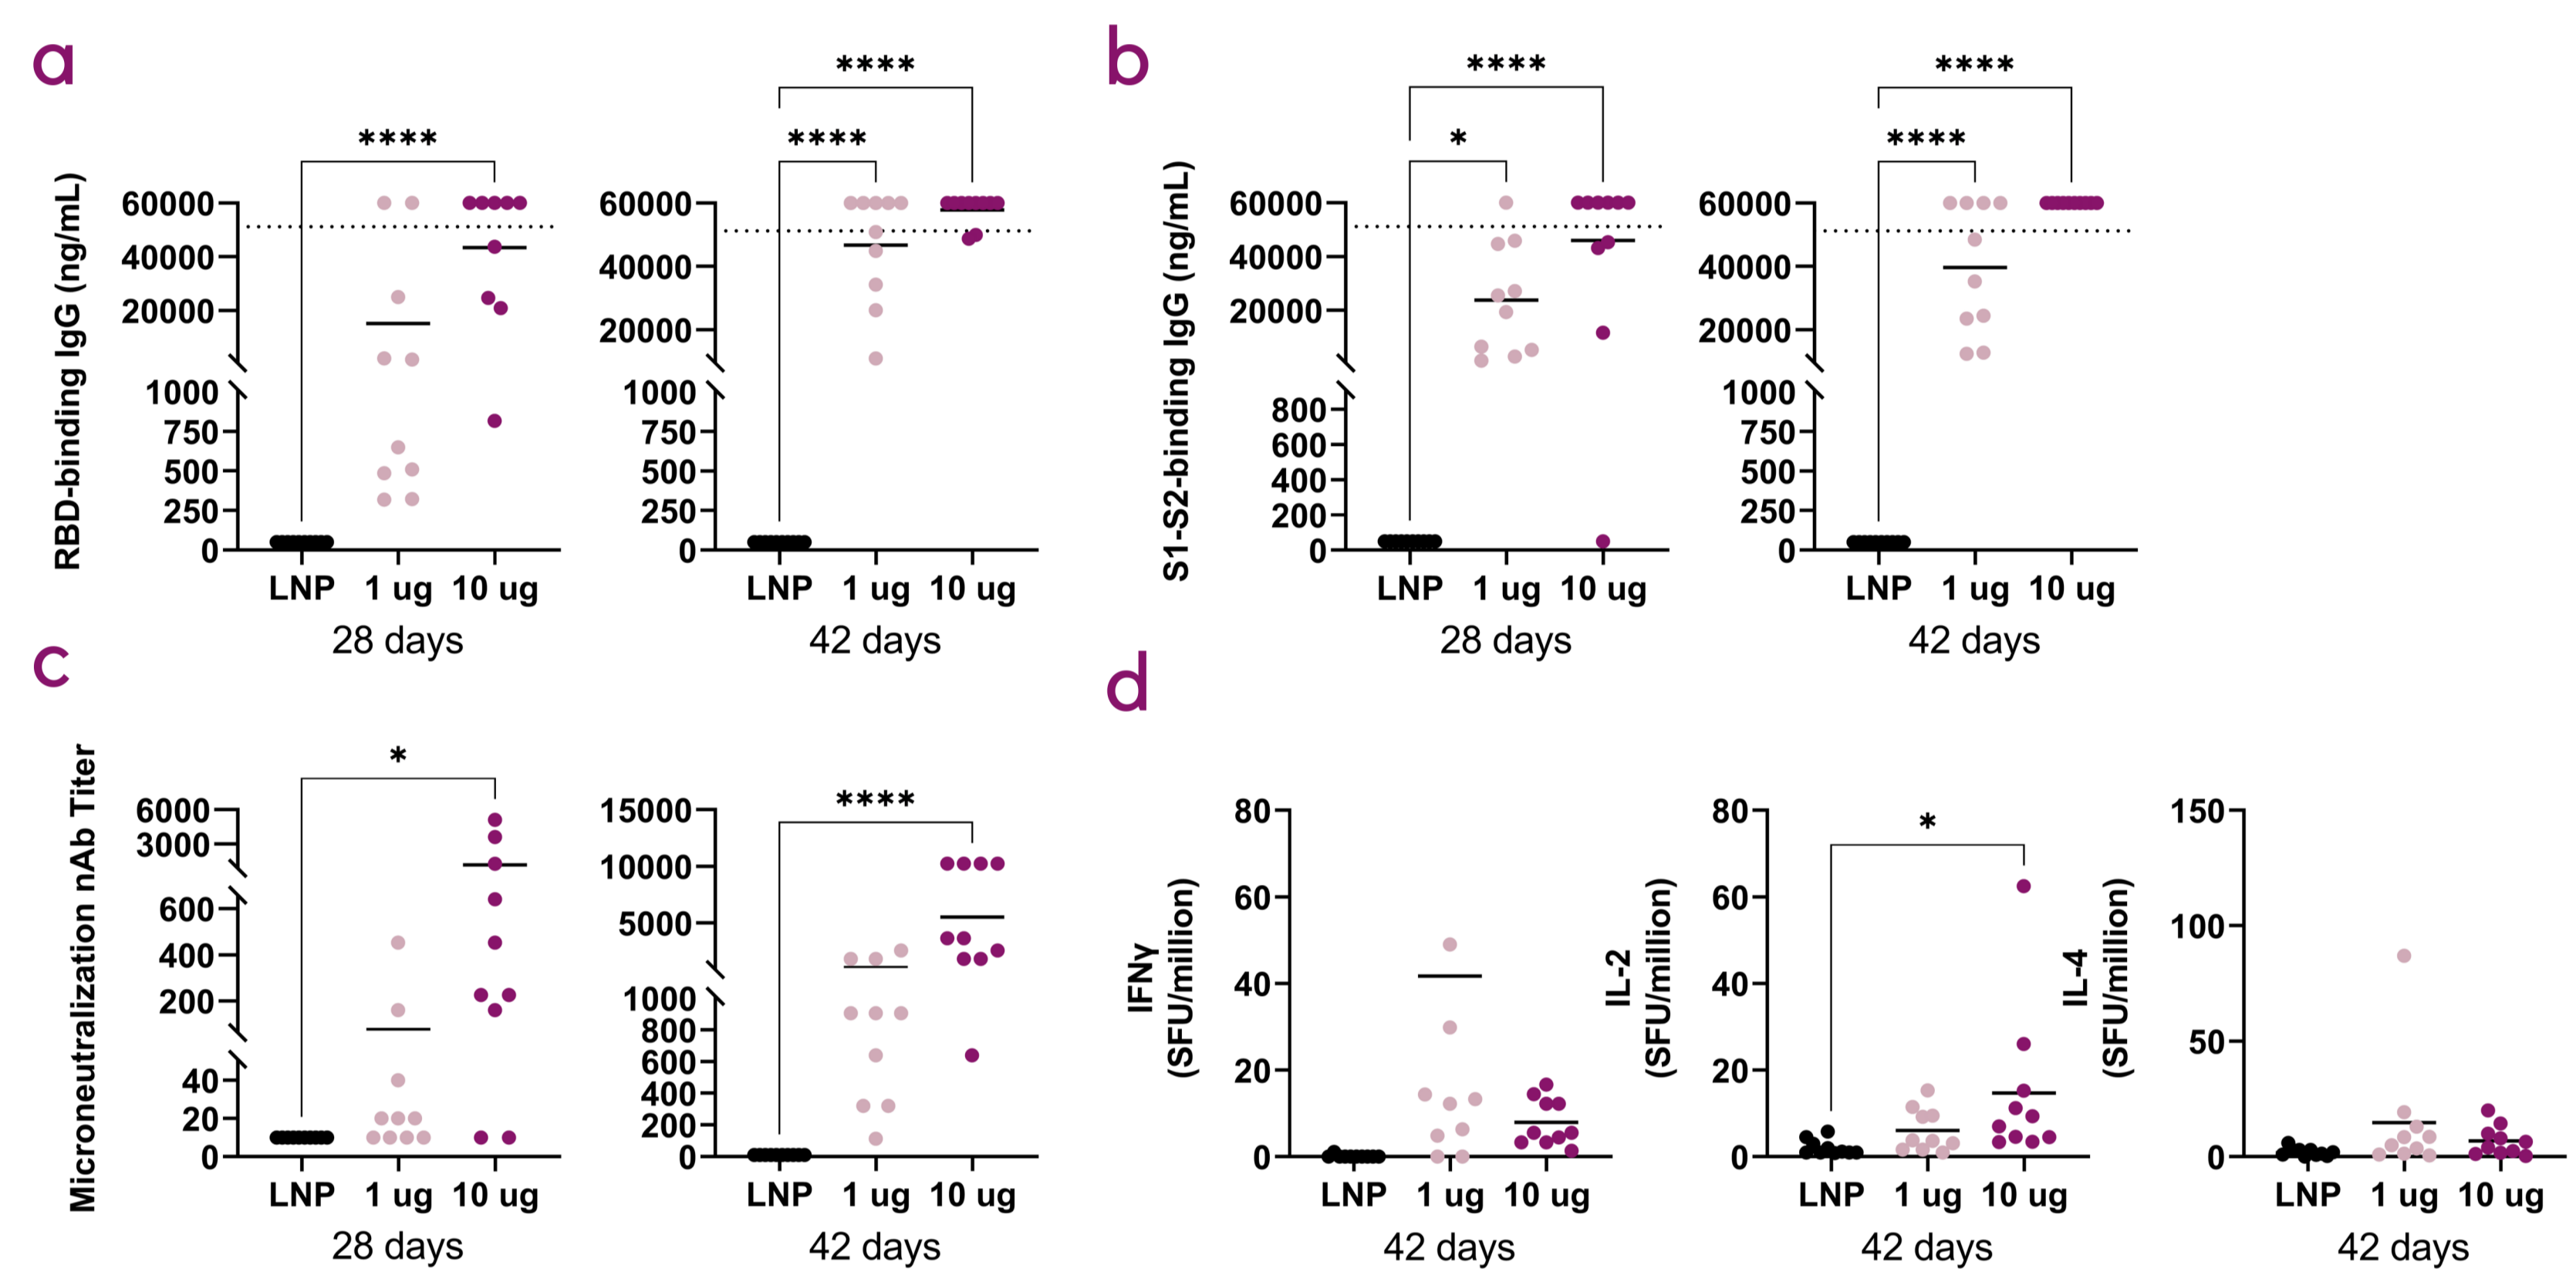 a
****
RBD-binding IgG (ng/mL)
60000
40000
20000
1000
750
500
250
0
LNP 1 ug 10 ug
28 days
****
****
60000
40000
20000
1000
750
500
250
0
LNP 1 ug 10 ug
42 days
b
****
*
S1-S2-binding IgG (ng/mL)
60000
40000
20000
800
600
400
200
0
LNP 1 ug 10 ug
28 days
****
****
60000
40000
20000
1000
750
500
250
0
LNP 1 ug 10 ug
42 days
c
*
Microneutralization nAb Titer
6000
3000
600
400
200
40
20
0
LNP 1 ug 10 ug
28 days
****
15000
10000
5000
1000
800
600
400
200
0
LNP 1 ug 10 ug
42 days
d
IFNγ
(SFU/million)
80
60
40
20
0
LNP 1 ug 10 ug
42 days
*
IL-2
(SFU/million)
80
60
40
20
0
LNP 1 ug 10 ug
42 days
IL-4
(SFU/million)
150
100
50
0
LNP 1 ug 10 ug
42 days